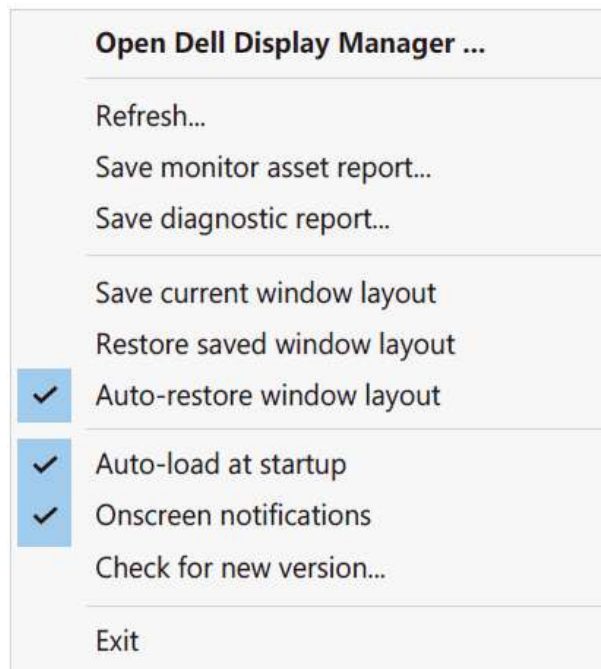 Open Dell Display Manager ...
Refresh...
Save monitor asset report...
Save diagnostic report...
Save current window layout
Restore saved window layout
Auto-restore window layout
Auto-load at startup
Onscreen notifications
Check for new version...
Exit